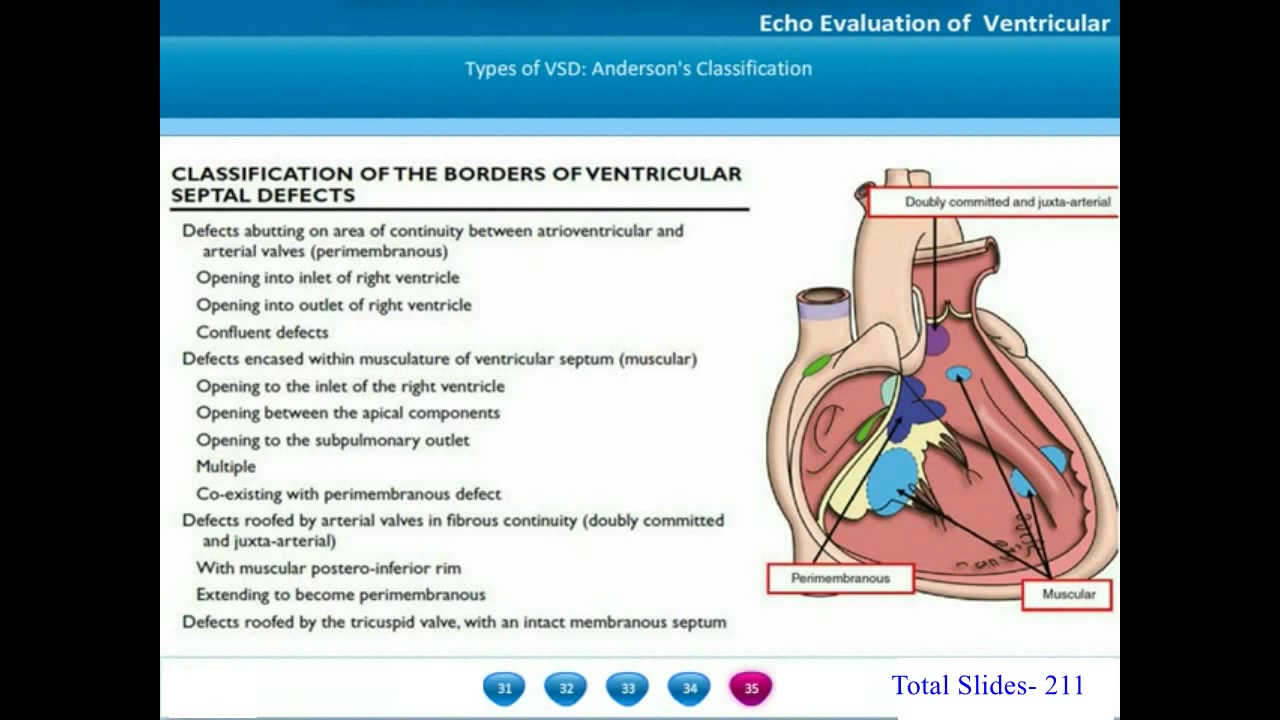 Echo Evaluation of Ventricular
Types of VSD: Anderson's Classification
CLASSIFICATION OF THE BORDERS OF VENTRICULAR
SEPTAL DEFECTS
Defects abutting on area of continuity between atrioventricular and
arterial valves (perimembranous)
Opening into inlet of right ventricle
Opening into outlet of right ventricle
Confluent defects
Defects encased within musculature of ventricular septum (muscular)
Opening to the inlet of the right ventricle
Opening between the apical components
Opening to the subpulmonary outlet
Multiple
Co-existing with perimembranous defect
Defects roofed by arterial valves in fibrous continuity (doubly committed
and juxta-arterial)
With muscular postero-inferior rim
Extending to become perimembranous
Defects roofed by the tricuspid valve, with an intact membranous septum
Doubly committed and juxta-arterial
Perimembranous
Muscular
31 32 33 34 35
Total Slides- 211